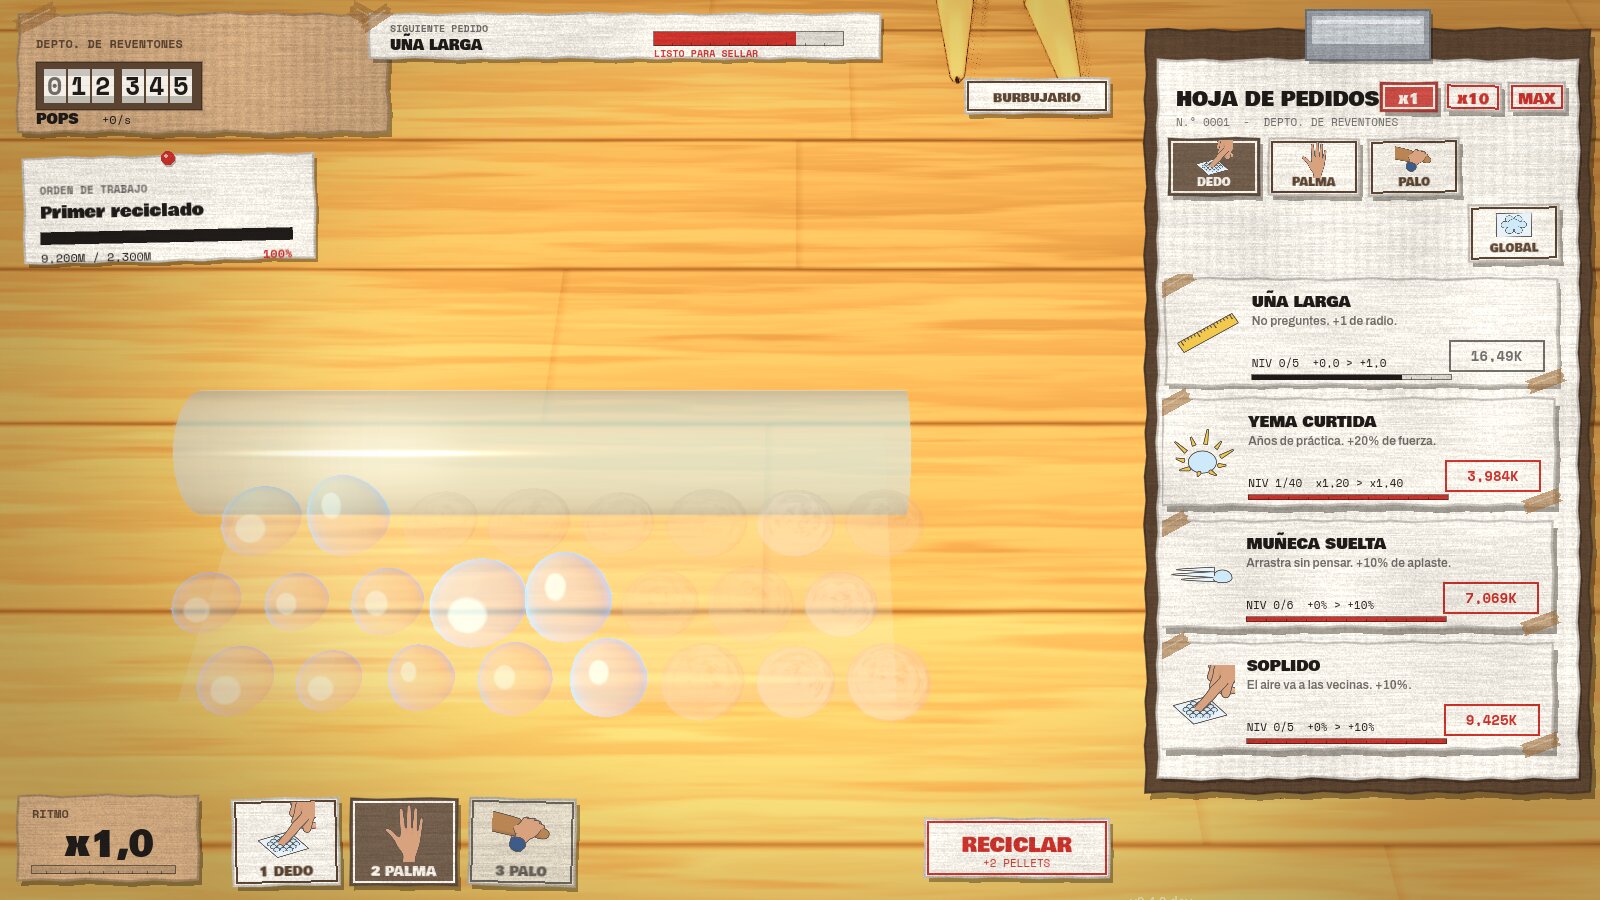 DEPTO. DE REVENTONES
012345
POPS +0/s
SIGUIENTE PEDIDO
UÑA LARGA
LISTO PARA SELLAR
BURBUJARIO
ORDEN DE TRABAJO
Primer reciclado
9,200M / 2,300M 100%
HOJA DE PEDIDOS x1 x10 MAX
N.° 0001 - DEPTO. DE REVENTONES
DEDO PALMA PALO
GLOBAL
UÑA LARGA
No preguntes. +1 de radio.
NIV 0/5 +0,0 > +1,0 16,49K
YEMA CURTIDA
Años de práctica. +20% de fuerza.
NIV 1/40 x1,20 > x1,40 3,984K
MUÑECA SUELTA
Arrastra sin pensar. +10% de aplaste.
NIV 0/6 +0% > +10% 7,069K
SOPLIDO
El aire va a las vecinas. +10%.
NIV 0/5 +0% > +10% 9,425K
RITMO
x1,0
1 DEDO 2 PALMA 3 PALO
RECICLAR
+2 PELLETS